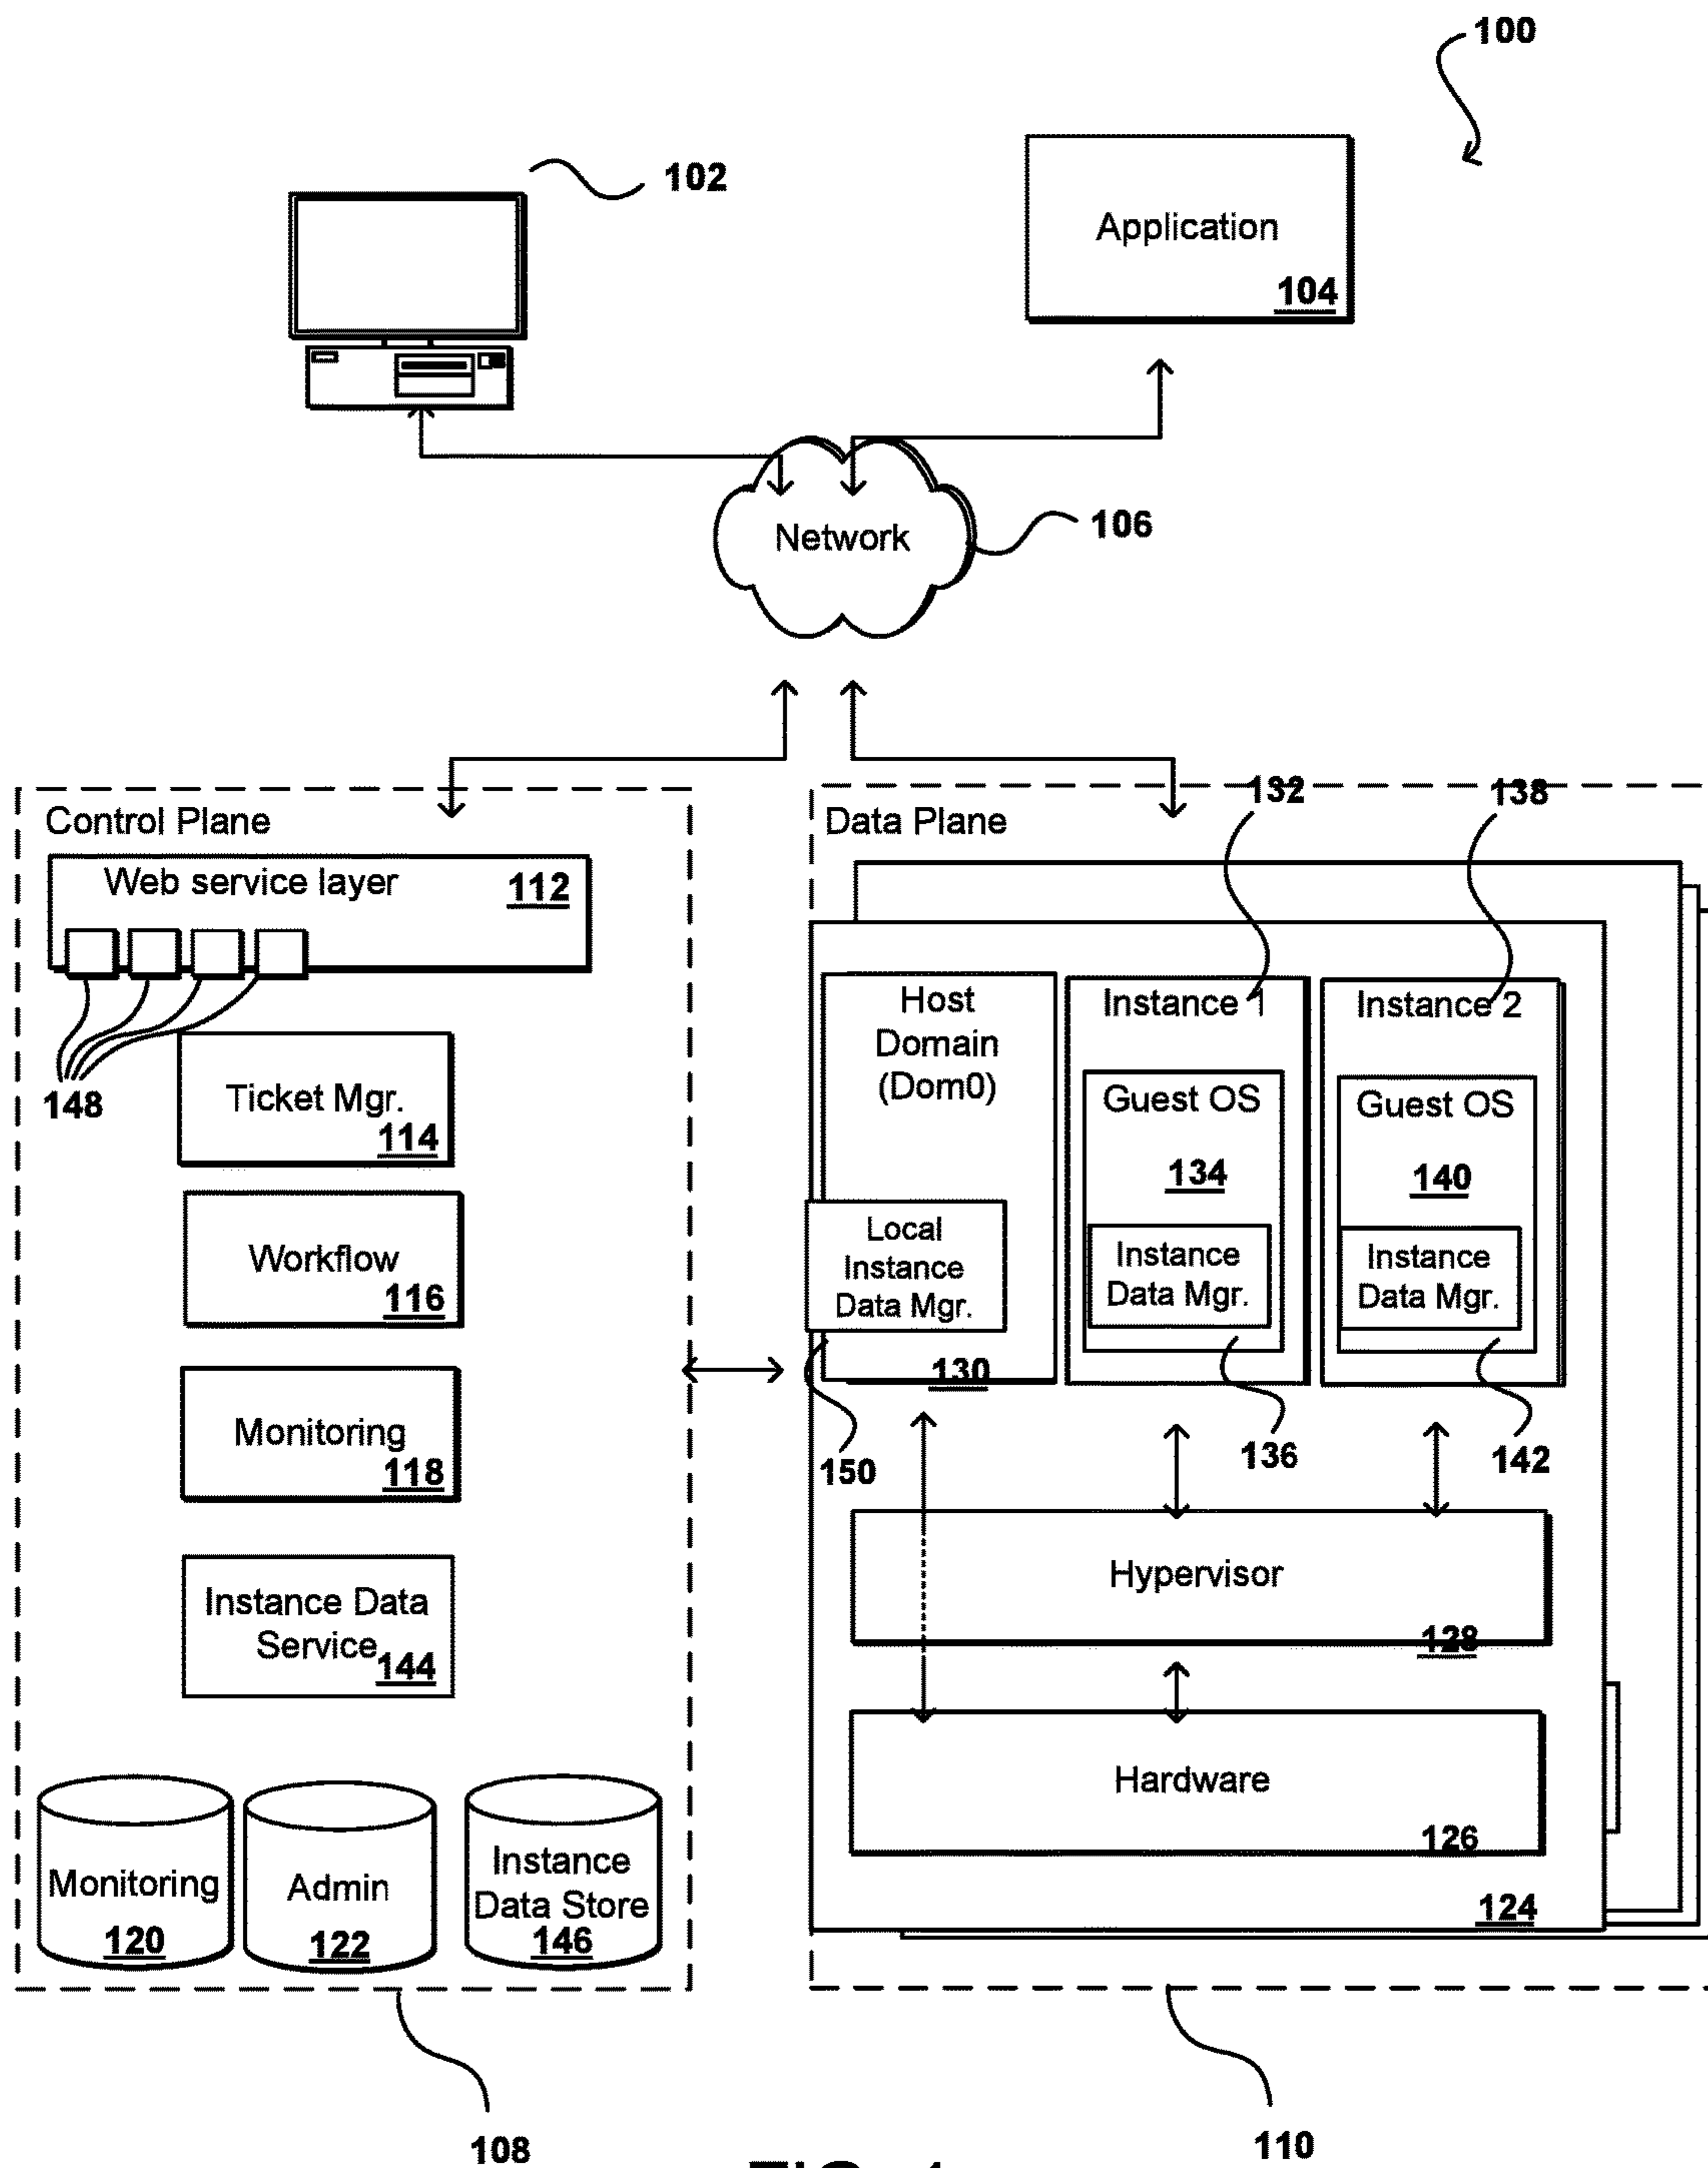 100
102
Application
104
Network
106
132
138
Control Plane
Web service layer
112
148
Ticket Mgr.
114
Workflow
116
Monitoring
118
Instance Data
Service
144
Monitoring
120
Admin
122
Instance
Data Store
146
108
Data Plane
Host
Domain
(Dom0)
Local
Instance
Data Mgr.
130
150
Instance 1
Guest OS
134
Instance
Data Mgr.
136
Instance 2
Guest OS
140
Instance
Data Mgr.
142
Hypervisor
128
Hardware
126
124
110